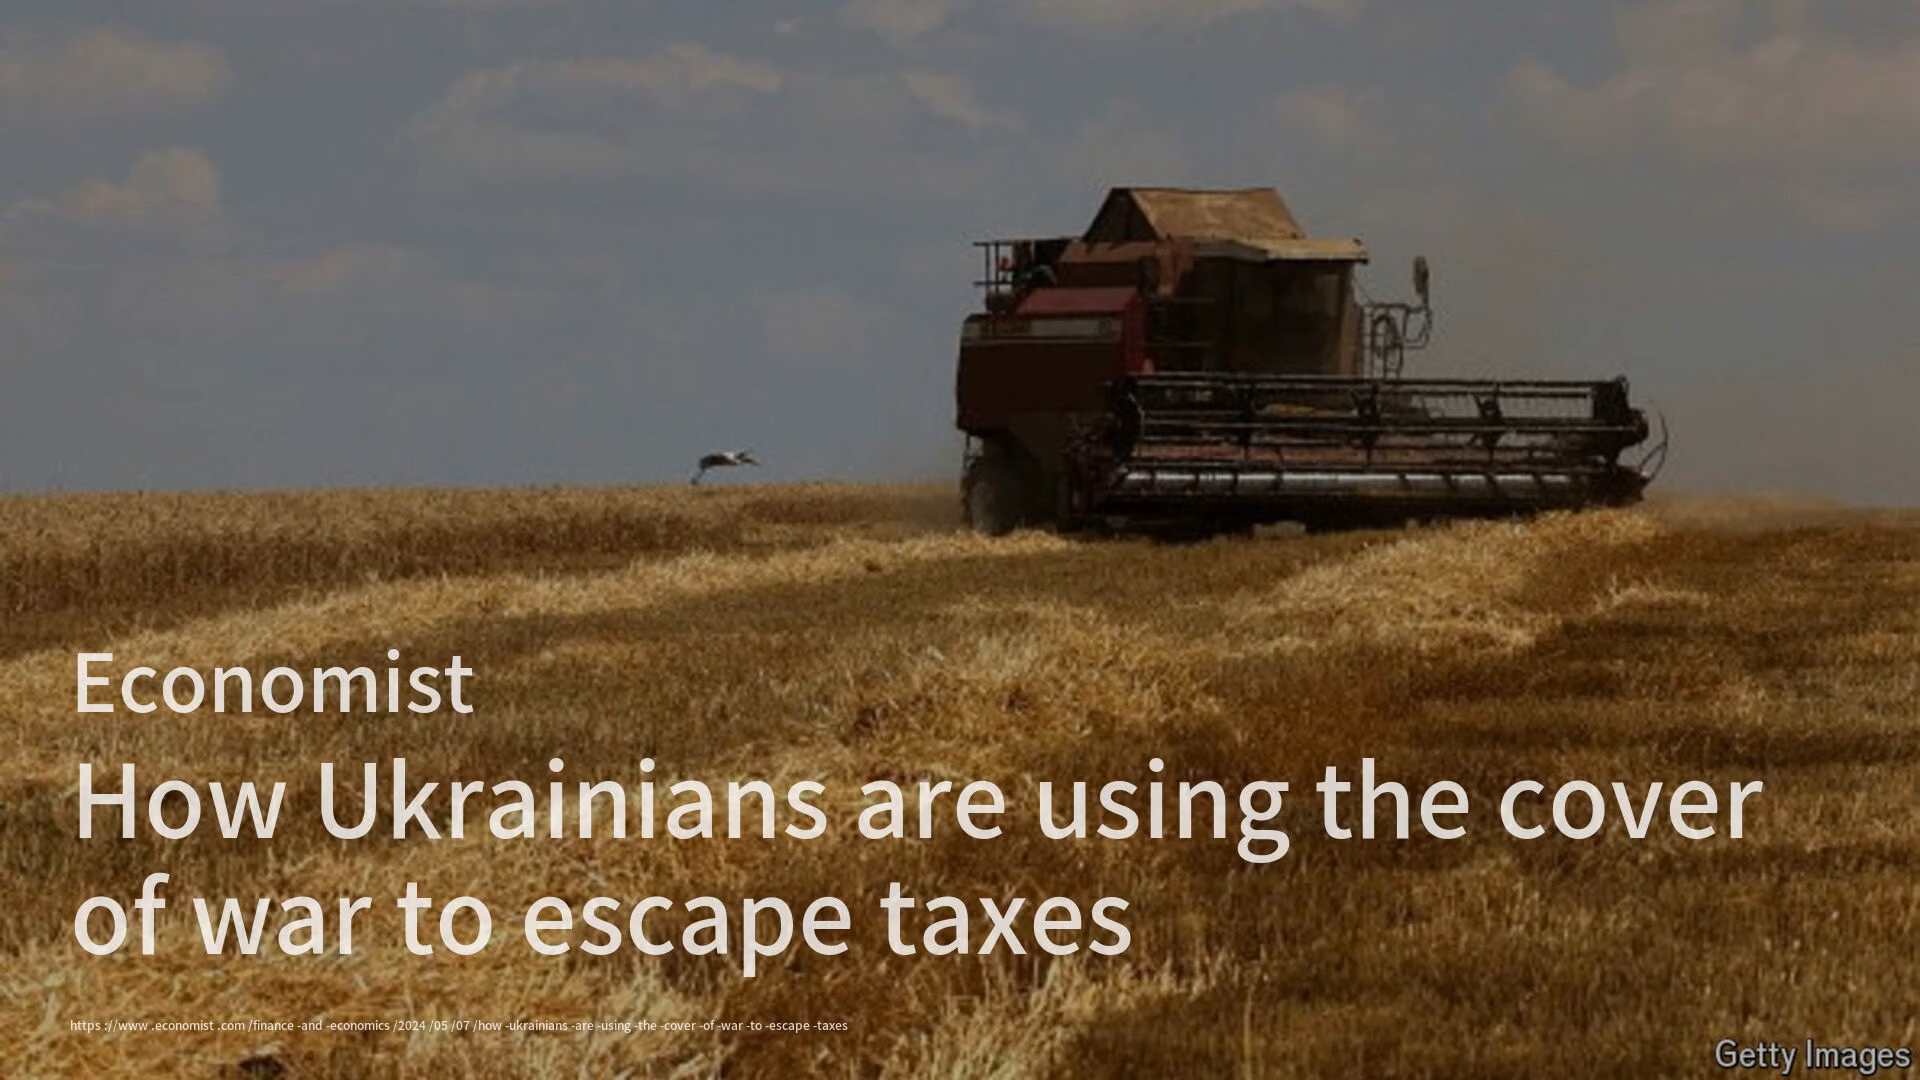 Economist
How Ukrainians are using the cover
of war to escape taxes
https ://www .economist .com /finance -and -economics /2024 /05 /07 /how -ukrainians -are -using -the -cover -of -war -to -escape -taxes
Getty Images